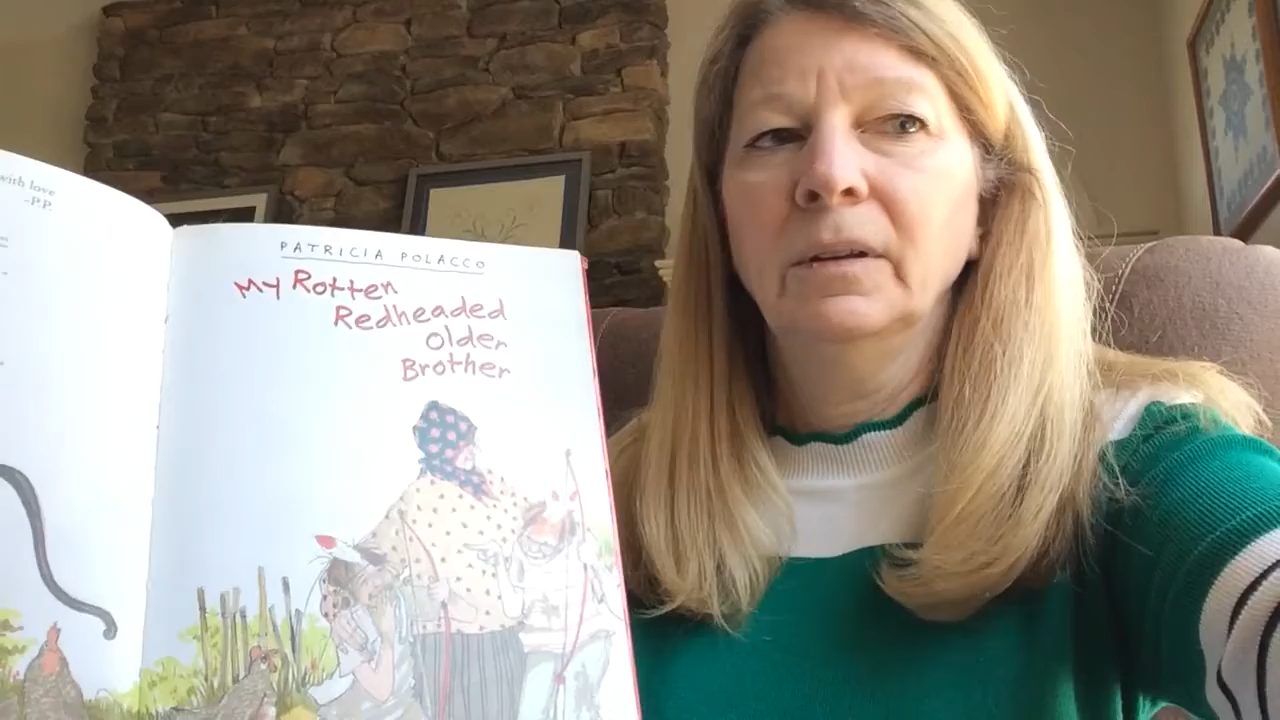 with love
-P.P.
PATRICIA POLACCO
My Rotten
Redheaded
Older
Brother